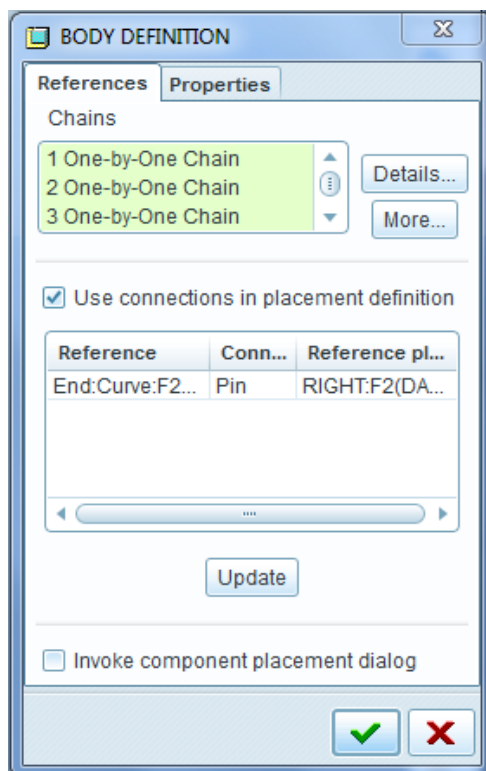 BODY DEFINITION
References Properties
Chains
1 One-by-One Chain
2 One-by-One Chain
3 One-by-One Chain
Details...
More...
Use connections in placement definition
Reference Conn... Reference pl...
End:Curve:F2... Pin RIGHT:F2(DA...
Update
Invoke component placement dialog